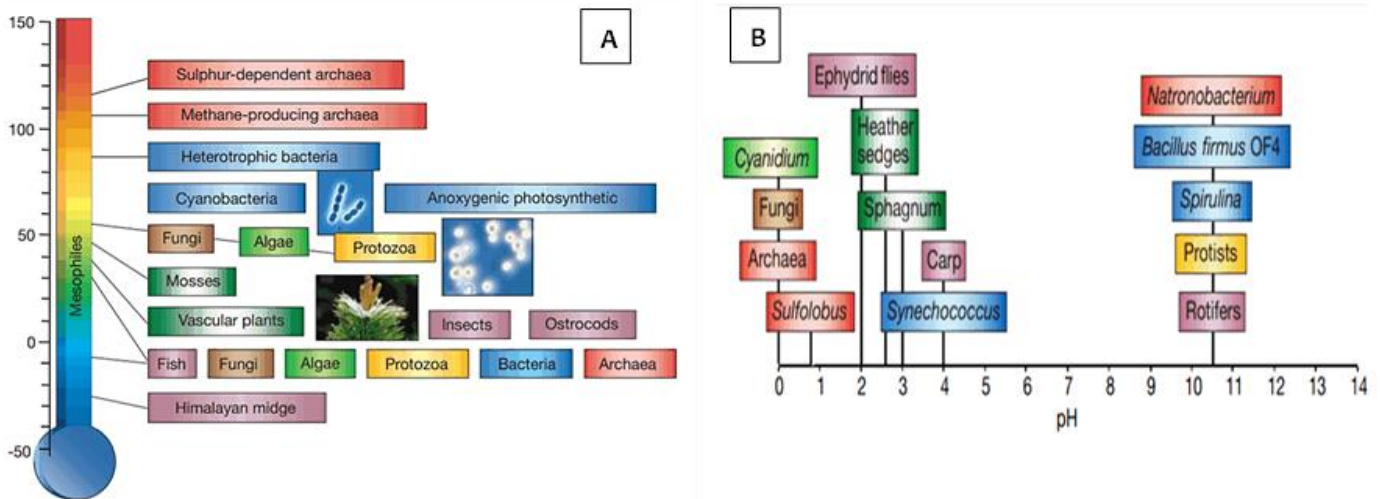 A
150
100
50
0
-50
Mesophiles
Sulphur-dependent archaea
Methane-producing archaea
Heterotrophic bacteria
Cyanobacteria
Anoxygenic photosynthetic
Fungi
Algae
Protozoa
Mosses
Vascular plants
Insects
Ostrocods
Fish
Fungi
Algae
Protozoa
Bacteria
Archaea
Himalayan midge
B
Ephydrid flies
Heather
sedges
Cyanidium
Fungi
Sphagnum
Archaea
Carp
Sulfolobus
Synechococcus
Natronobacterium
Bacillus firmus OF4
Spirulina
Protists
Rotifers
0 1 2 3 4 5 6 7 8 9 10 11 12 13 14
pH